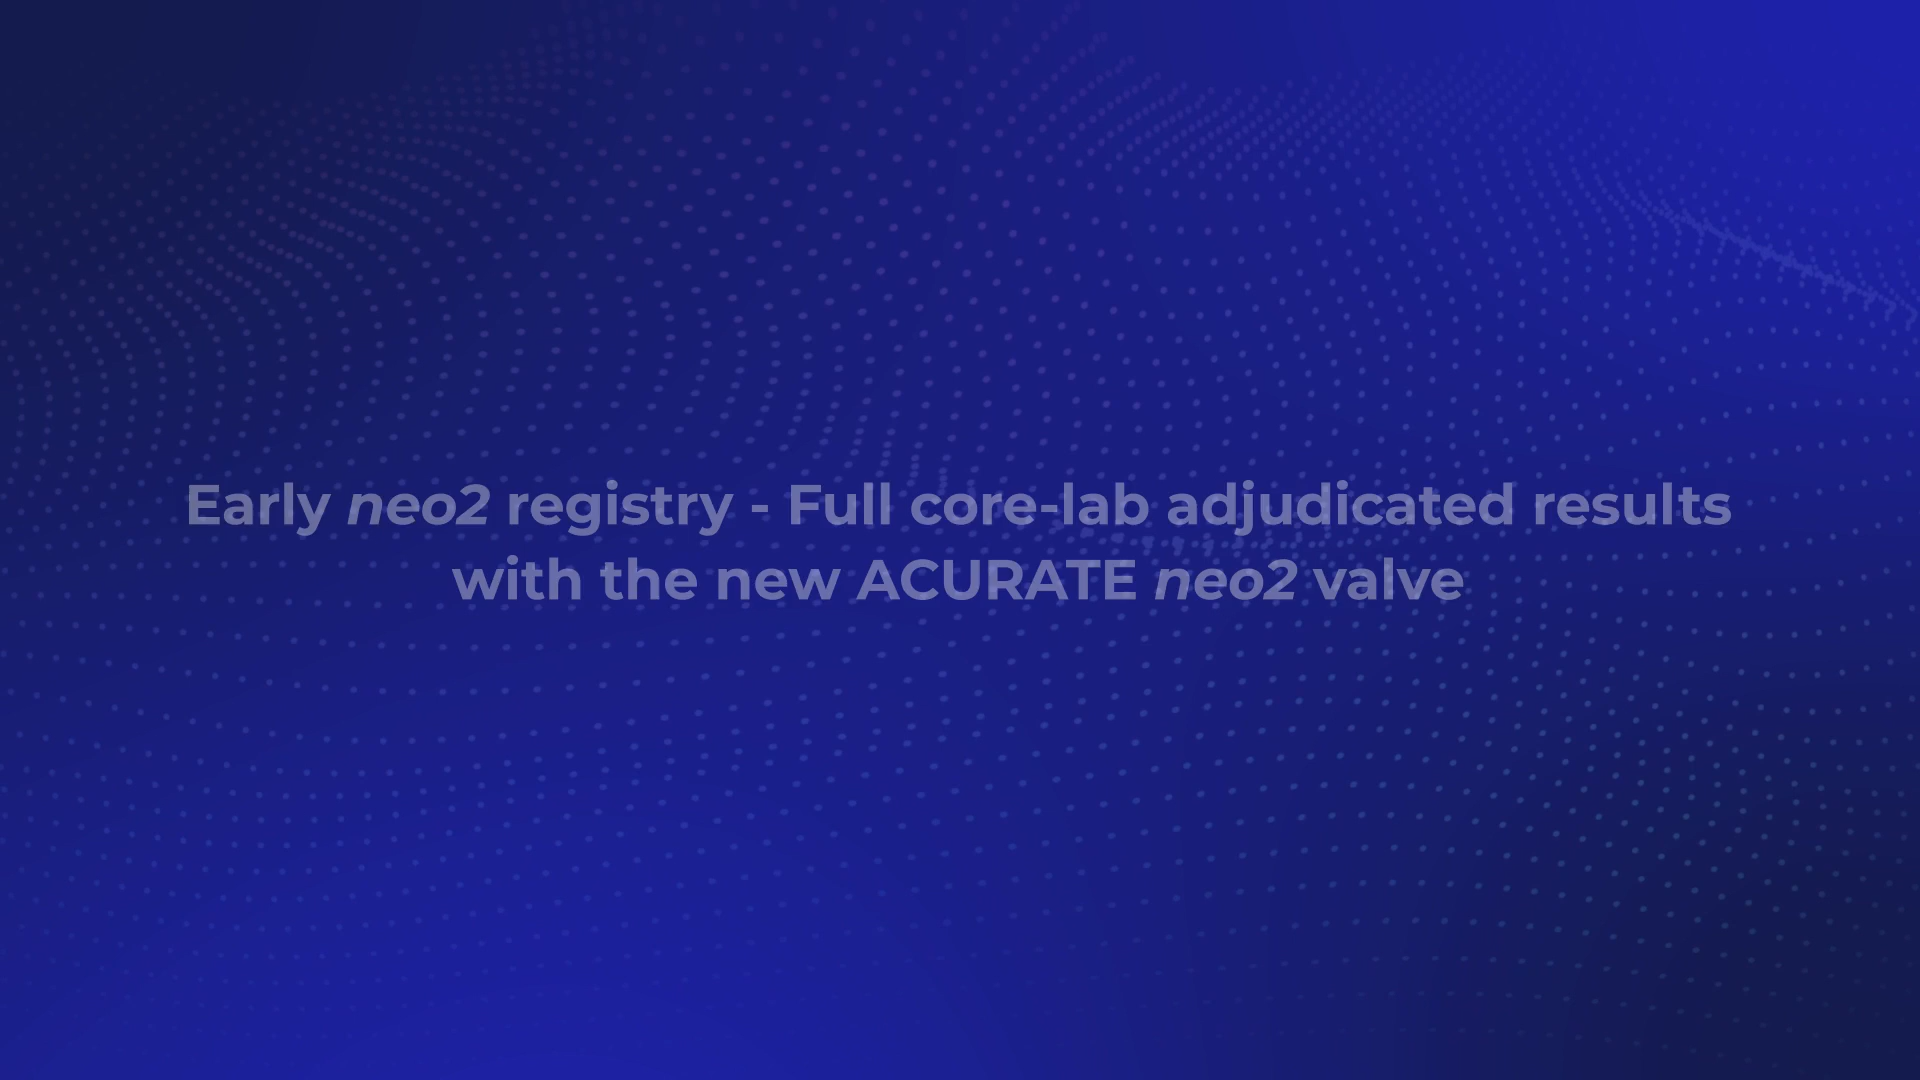 Early neo2 registry - Full core-lab adjudicated results
with the new ACURATE neo2 valve